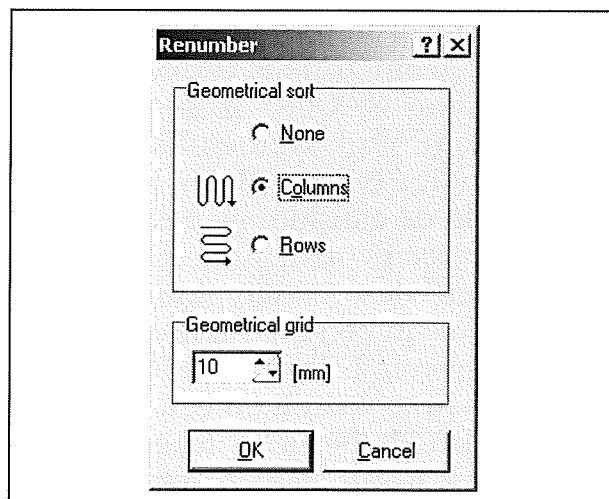 Renumber
Geometrical sort
None
Columns
Rows
Geometrical grid
10 [mm]
OK Cancel